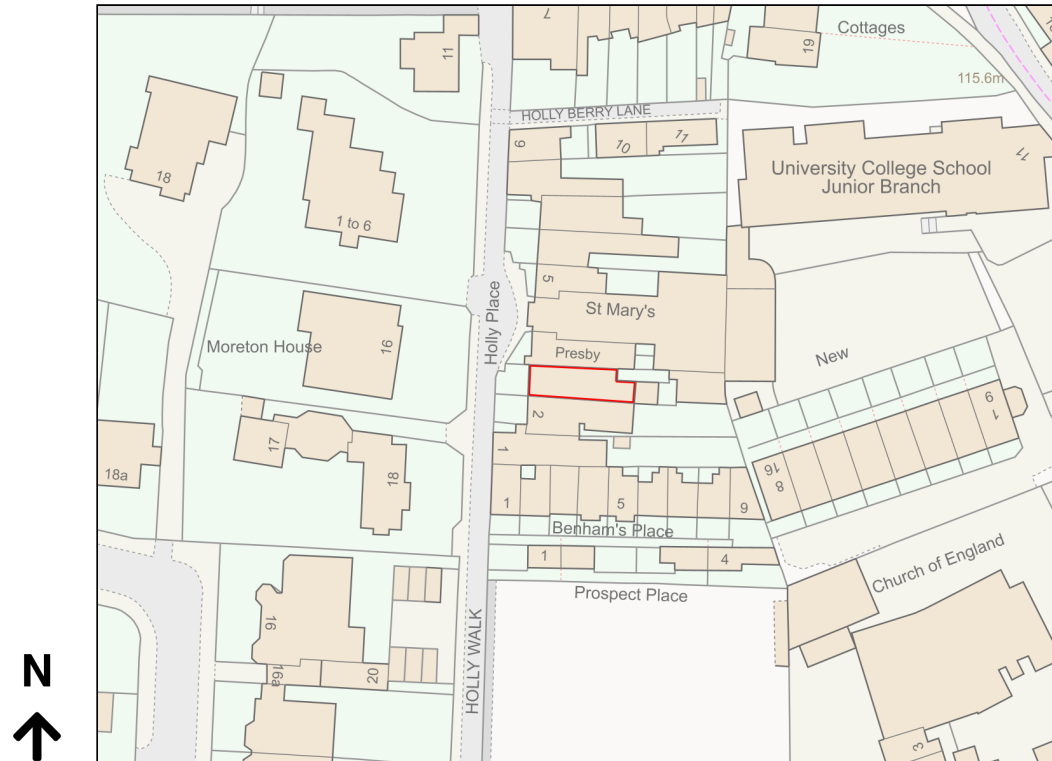 7
11
19
Cottages
115.6m
HOLLY BERRY LANE
9
10
11
18
1 to 6
University College School
Junior Branch
11
5
Holly Place
St Mary's
Moreton House
16
Presby
New
2
17
1
18
18a
1
5
9
16
8
9
1
Benham's Place
1
4
Prospect Place
Church of England
16
16a
20
HOLLY WALK
N
3